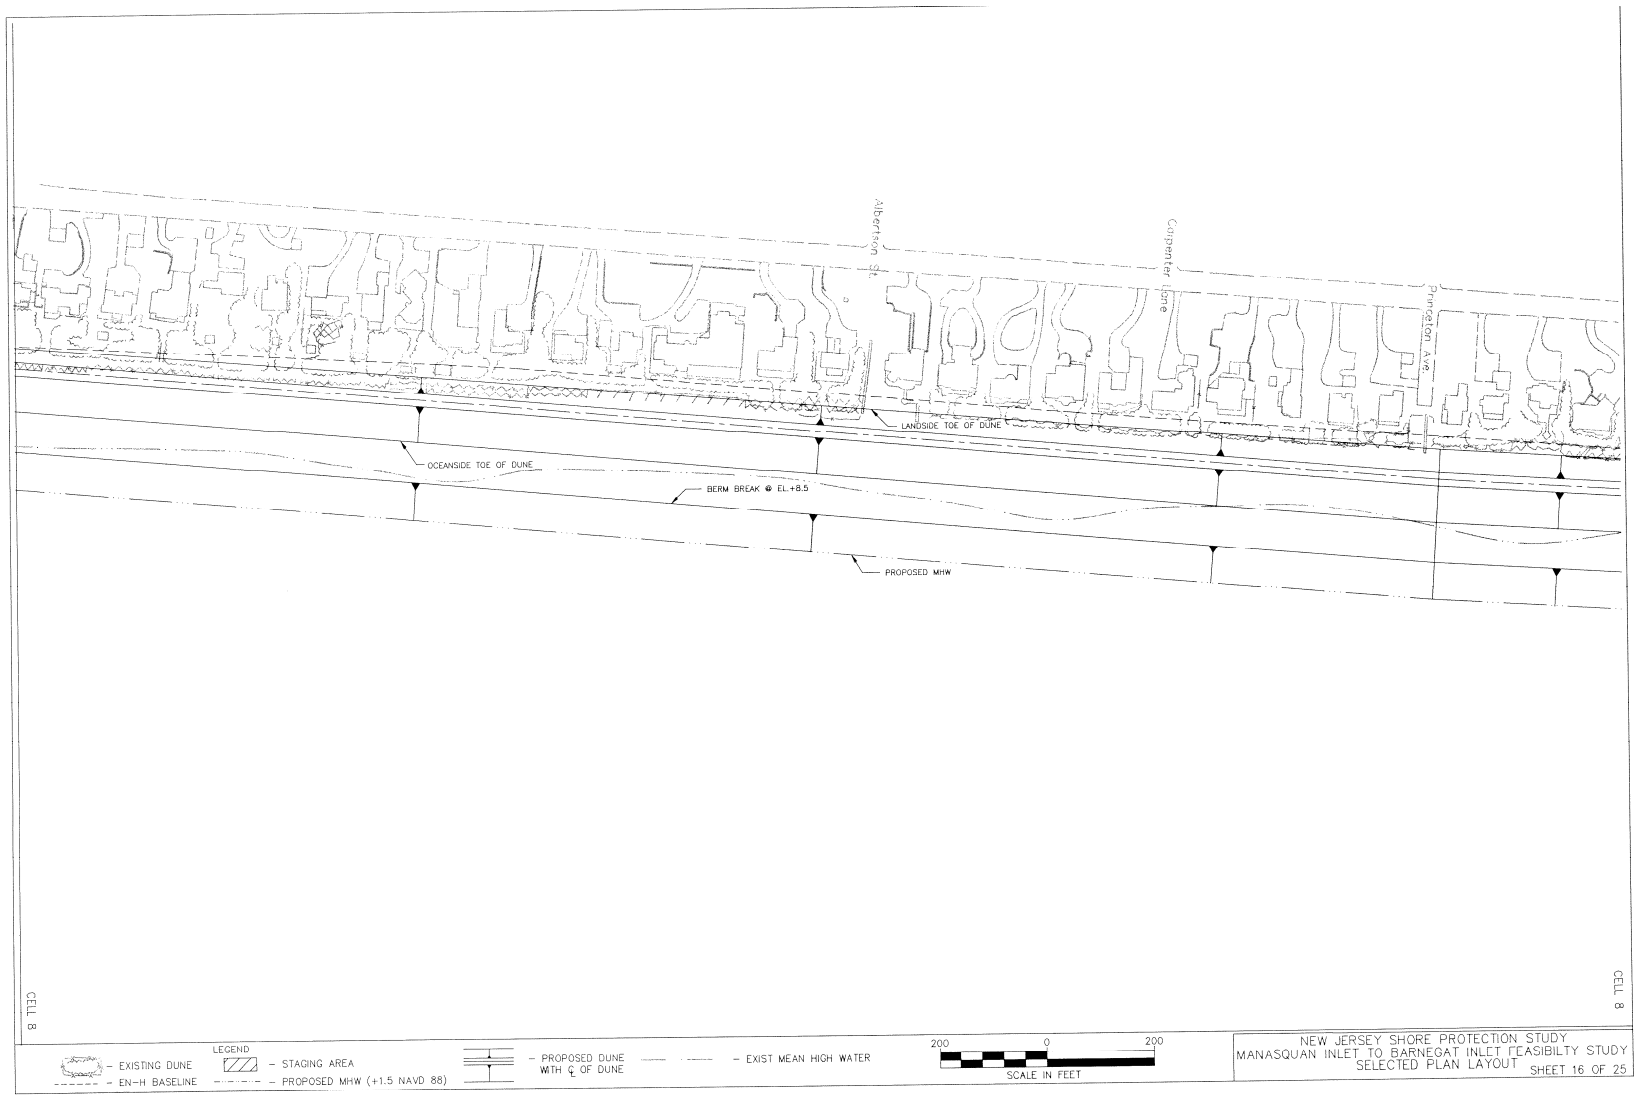 Albertson St.
Carpenter Lane
Princeton Ave
LANDSIDE TOE OF DUNE
OCEANSIDE TOE OF DUNE
BERM BREAK @ EL.+8.5
PROPOSED MHW
CELL 8
CELL 8
LEGEND
- EXISTING DUNE
- STAGING AREA
- EN-H BASELINE
- PROPOSED MHW (+1.5 NAVD 88)
- PROPOSED DUNE
WITH ℄ OF DUNE
- EXIST MEAN HIGH WATER
200 0 200
SCALE IN FEET
NEW JERSEY SHORE PROTECTION STUDY
MANASQUAN INLET TO BARNEGAT INLET FEASIBILTY STUDY
SELECTED PLAN LAYOUT
SHEET 16 OF 25